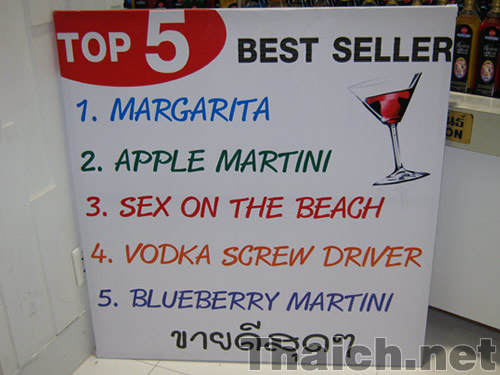 TOP 5 BEST SELLER
1. MARGARITA
2. APPLE MARTINI
3. SEX ON THE BEACH
4. VODKA SCREW DRIVER
5. BLUEBERRY MARTINI
ขายดีสุดๆ
Thaich.net